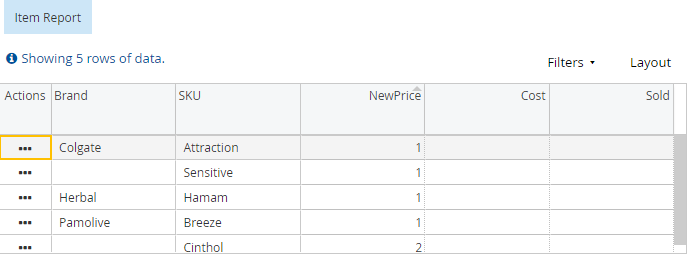 Item Report
Showing 5 rows of data.
Filters Layout
Actions Brand SKU NewPrice Cost Sold
Colgate Attraction 1
Sensitive 1
Herbal Hamam 1
Pamolive Breeze 1
Cinthol 2